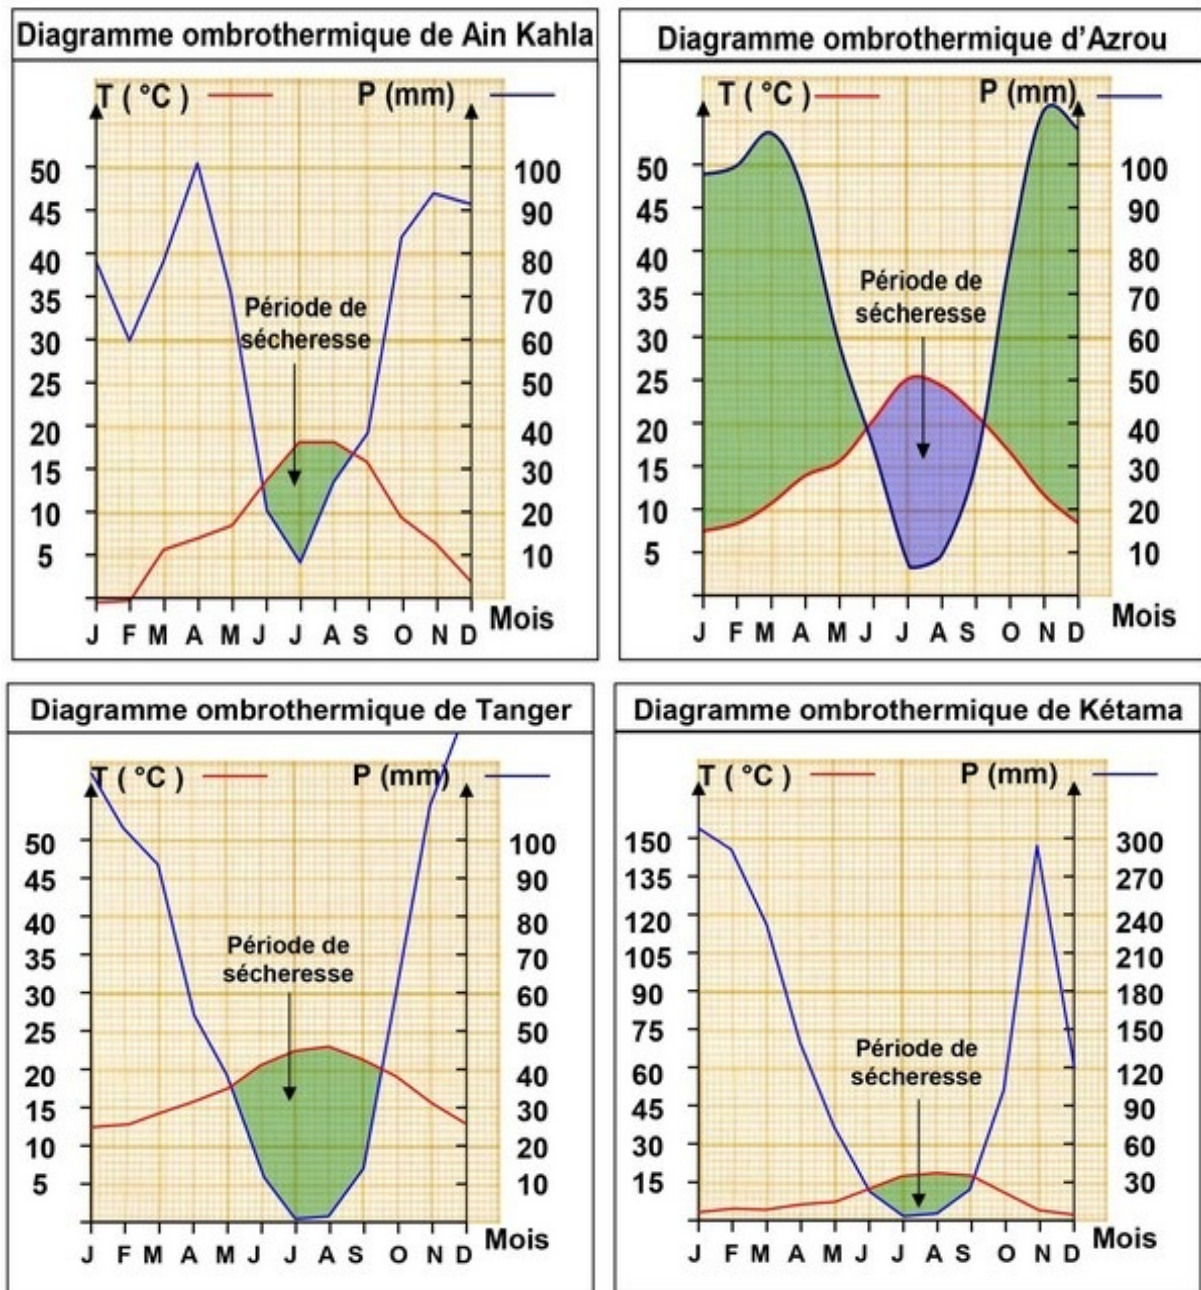 Diagramme ombrothermique de Ain Kahla
T ( °C )
P (mm)
50
45
40
35
30
25
20
15
10
5
100
90
80
70
60
50
40
30
20
10
Période de
sécheresse
J F M A M J J A S O N D
Mois
Diagramme ombrothermique d'Azrou
T ( °C )
P (mm)
50
45
40
35
30
25
20
15
10
5
100
90
80
70
60
50
40
30
20
10
Période de
sécheresse
J F M A M J J A S O N D
Mois
Diagramme ombrothermique de Tanger
T ( °C )
P (mm)
50
45
40
35
30
25
20
15
10
5
100
90
80
70
60
50
40
30
20
10
Période de
sécheresse
J F M A M J J A S O N D
Mois
Diagramme ombrothermique de Kétama
T ( °C )
P (mm)
150
135
120
105
90
75
60
45
30
15
300
270
240
210
180
150
120
90
60
30
Période de
sécheresse
J F M A M J J A S O N D
Mois